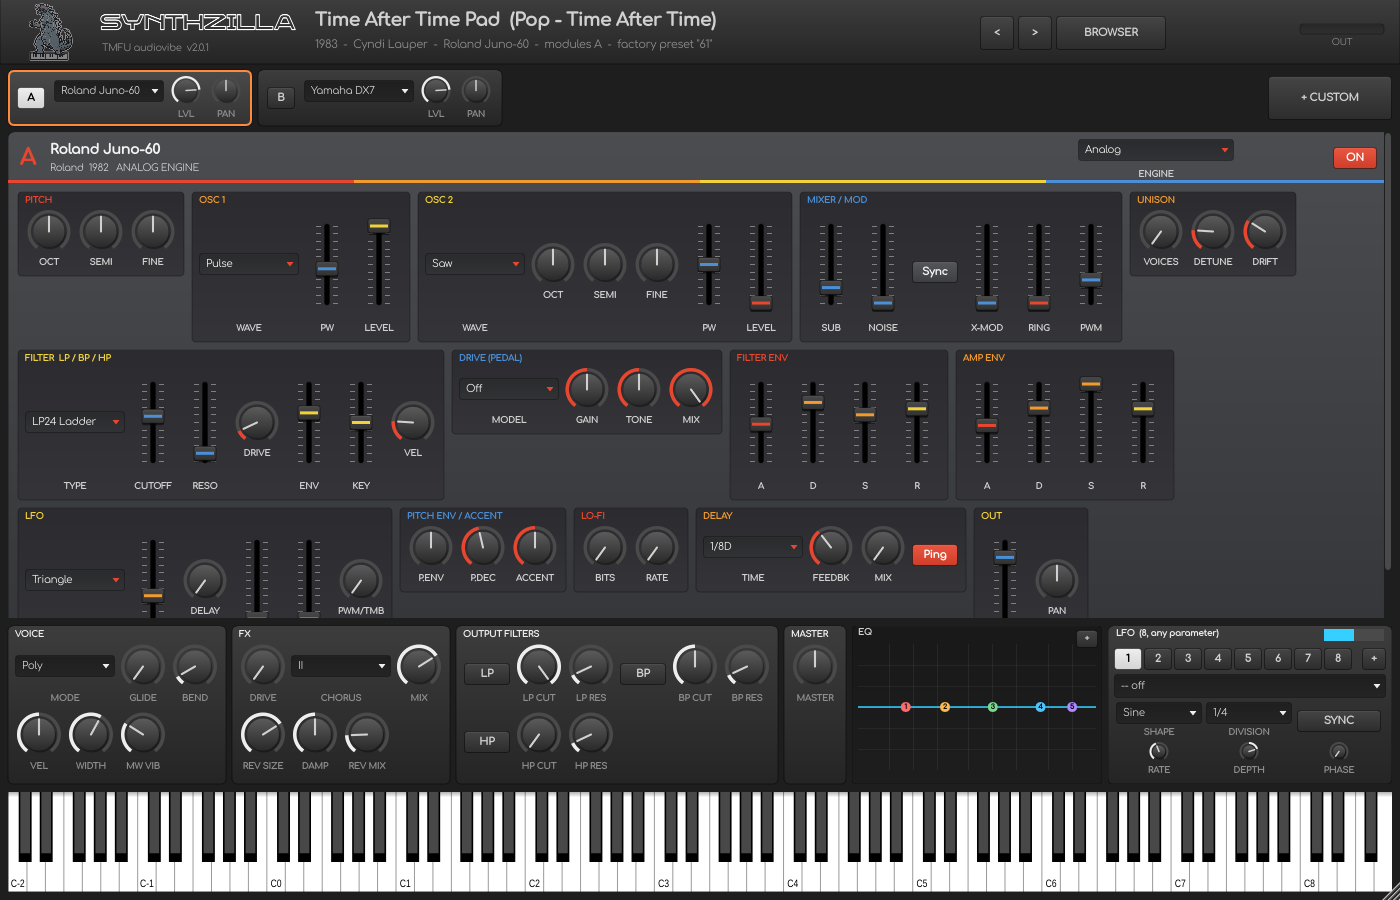 SYNTHZILLA
TMFU audiovibe v2.0.1
Time After Time Pad (Pop - Time After Time)
1983 - Cyndi Lauper - Roland Juno-60 - modules A - factory preset "61"
< > BROWSER
OUT
A Roland Juno-60 LVL PAN
B Yamaha DX7 LVL PAN
+ CUSTOM
A Roland Juno-60
Roland 1982 ANALOG ENGINE
Analog
ENGINE
ON
PITCH
OCT SEMI FINE
OSC 1
Pulse
WAVE PW LEVEL
OSC 2
Saw
OCT SEMI FINE
WAVE PW LEVEL
MIXER / MOD
Sync
SUB NOISE X-MOD RING PWM
UNISON
VOICES DETUNE DRIFT
FILTER LP / BP / HP
LP24 Ladder
DRIVE VEL
TYPE CUTOFF RESO ENV KEY
DRIVE (PEDAL)
Off
MODEL GAIN TONE MIX
FILTER ENV
A D S R
AMP ENV
A D S R
LFO
Triangle
DELAY PWM/TMB
PITCH ENV / ACCENT
P.ENV P.DEC ACCENT
LO-FI
BITS RATE
DELAY
1/8D
Ping
TIME FEEDBK MIX
OUT
PAN
VOICE
Poly
MODE GLIDE BEND
VEL WIDTH MW VIB
FX
II
DRIVE CHORUS MIX
REV SIZE DAMP REV MIX
OUTPUT FILTERS
LP BP
LP CUT LP RES BP CUT BP RES
HP
HP CUT HP RES
MASTER
MASTER
EQ
+
1 2 3 4 5
LFO (8, any parameter)
1 2 3 4 5 6 7 8 +
-- off
Sine 1/4 SYNC
SHAPE DIVISION
RATE DEPTH PHASE
C-2 C-1 C0 C1 C2 C3 C4 C5 C6 C7 C8